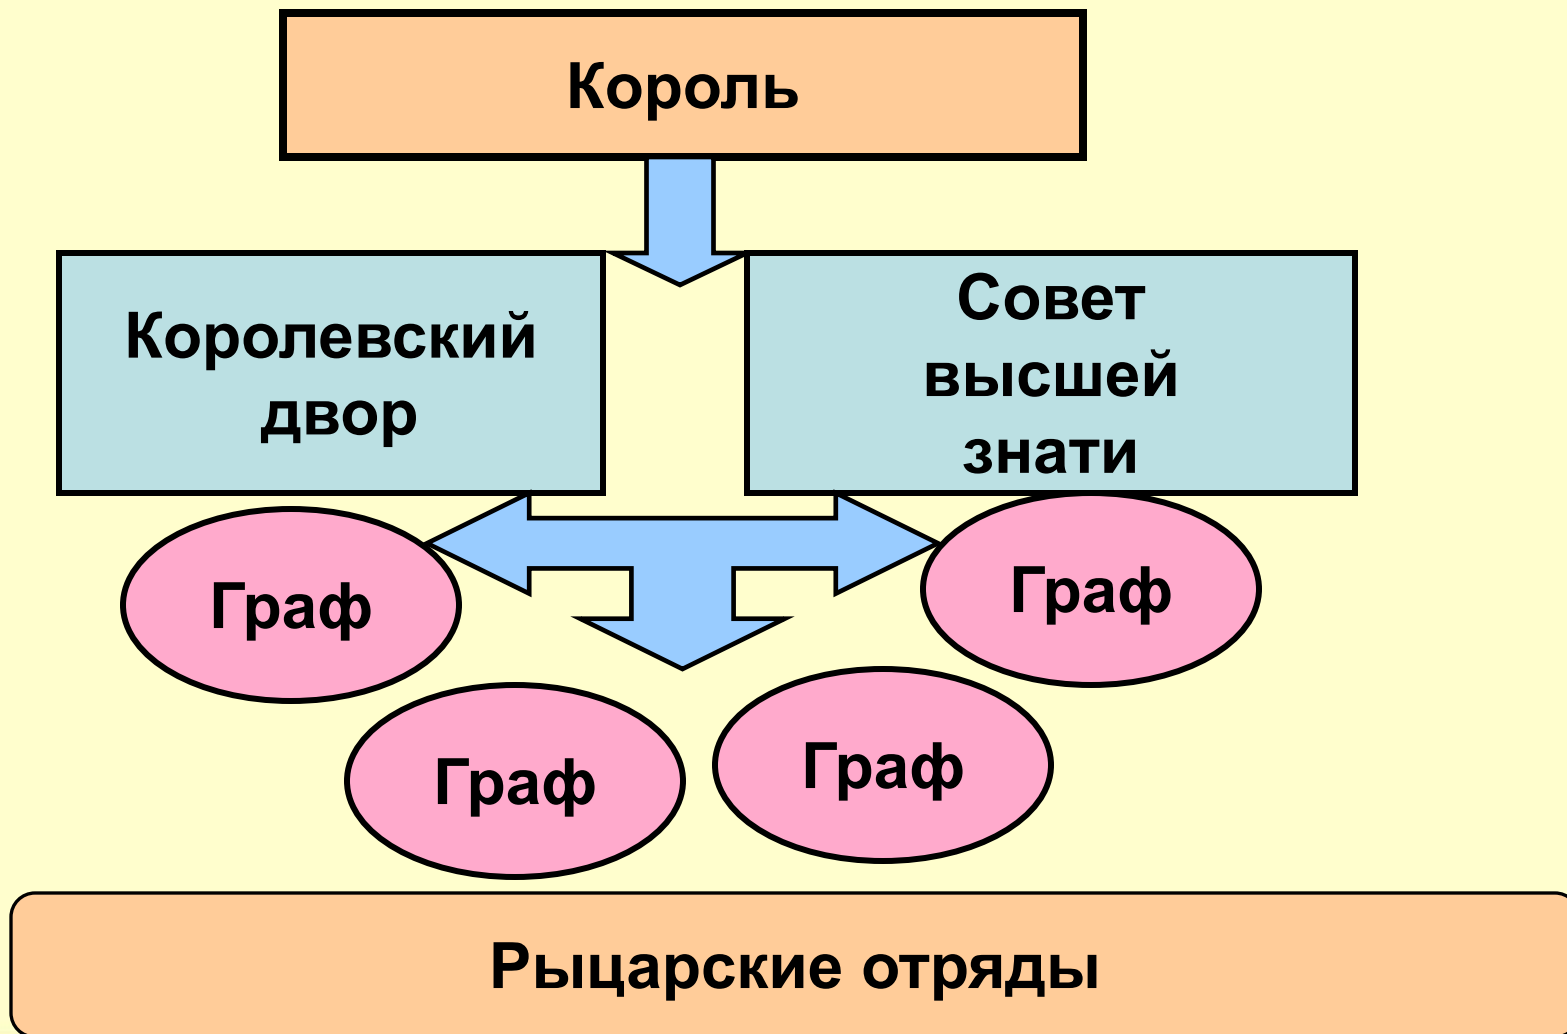 Король
Королевский
двор
Совет
высшей
знати
Граф
Граф
Граф
Граф
Рыцарские отряды